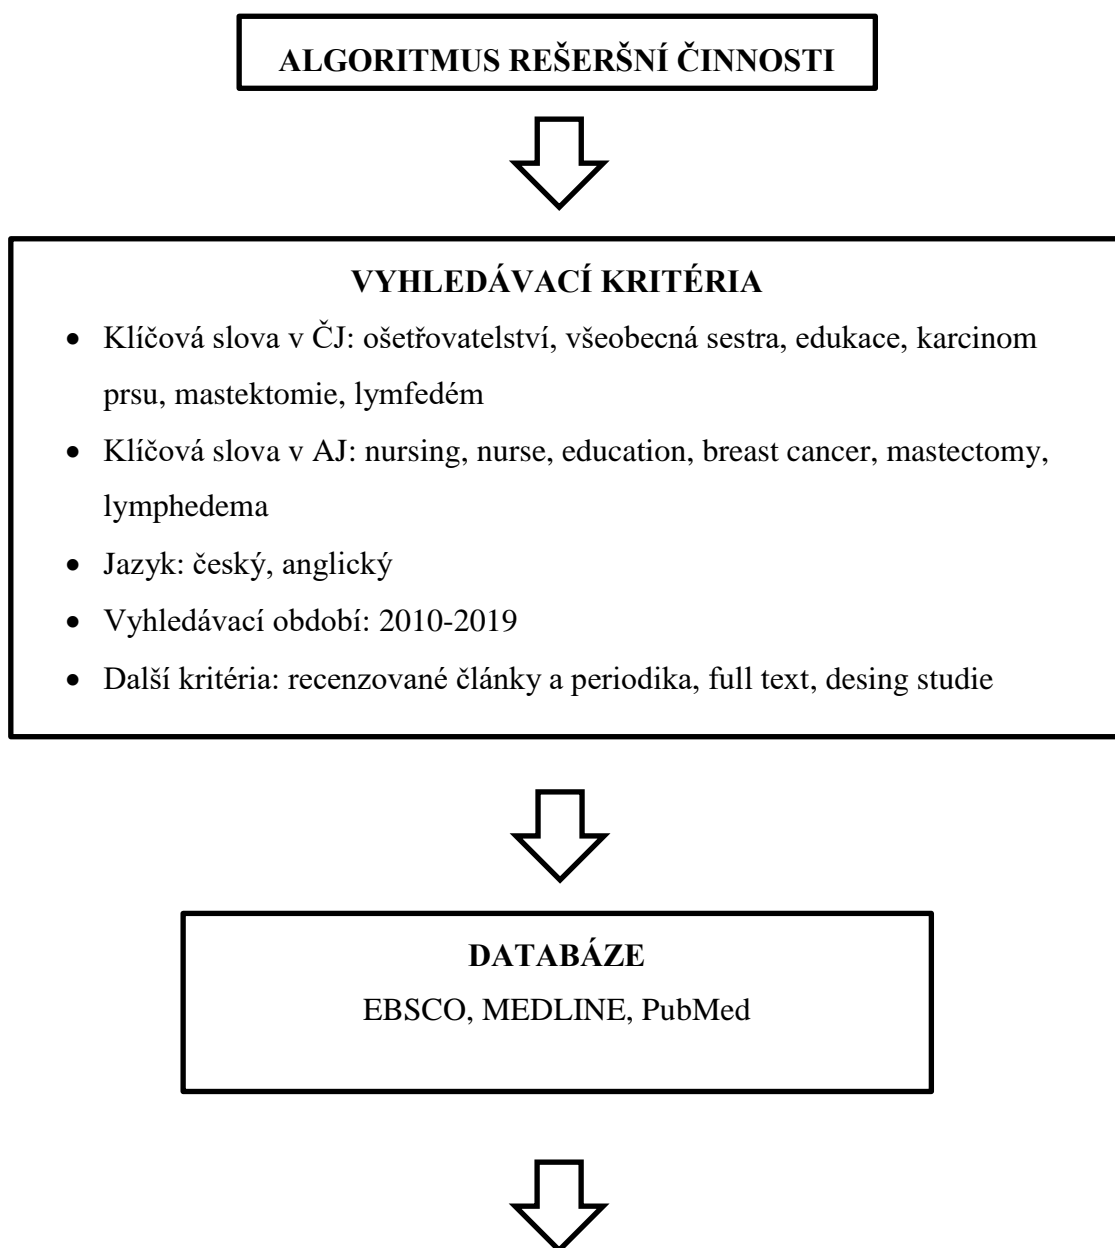 ALGORITMUS REŠERŠNÍ ČINNOSTI
VYHLEDÁVACÍ KRITÉRIA
• Klíčová slova v ČJ: ošetřovatelství, všeobecná sestra, edukace, karcinom
prsu, mastektomie, lymfedém
• Klíčová slova v AJ: nursing, nurse, education, breast cancer, mastectomy,
lymphedema
• Jazyk: český, anglický
• Vyhledávací období: 2010-2019
• Další kritéria: recenzované články a periodika, full text, desing studie
DATABÁZE
EBSCO, MEDLINE, PubMed